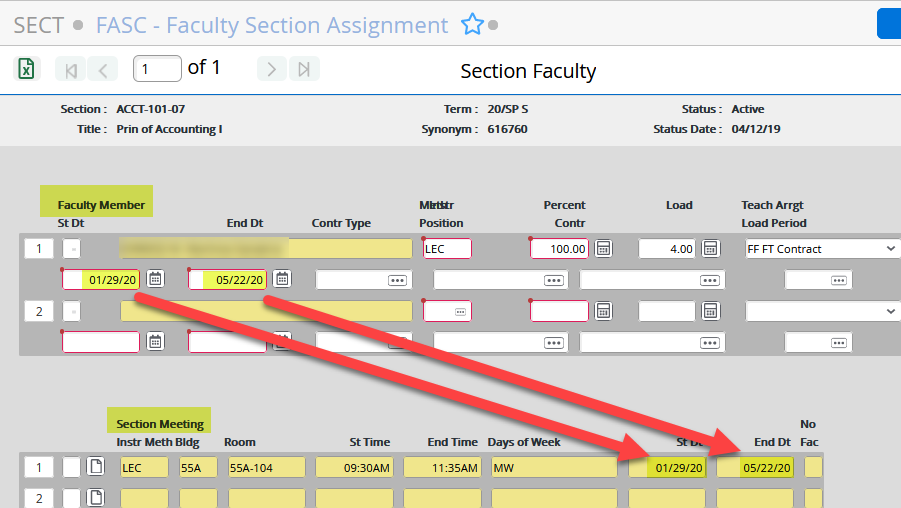 SECT • FASC - Faculty Section Assignment
1 of 1
Section Faculty
Section : ACCT-101-07 Term : 20/SP S Status : Active
Title : Prin of Accounting I Synonym : 616760 Status Date : 04/12/19
Faculty Member Instr Percent Load Teach Arrgt
St Dt End Dt Contr Type Position Contr Load Period
1 LEC 100.00 4.00 FF FT Contract
01/29/20 05/22/20
2
Section Meeting No
Instr Meth Bldg Room St Time End Time Days of Week St Dt End Dt Fac
1 LEC 55A 55A-104 09:30AM 11:35AM MW 01/29/20 05/22/20
2